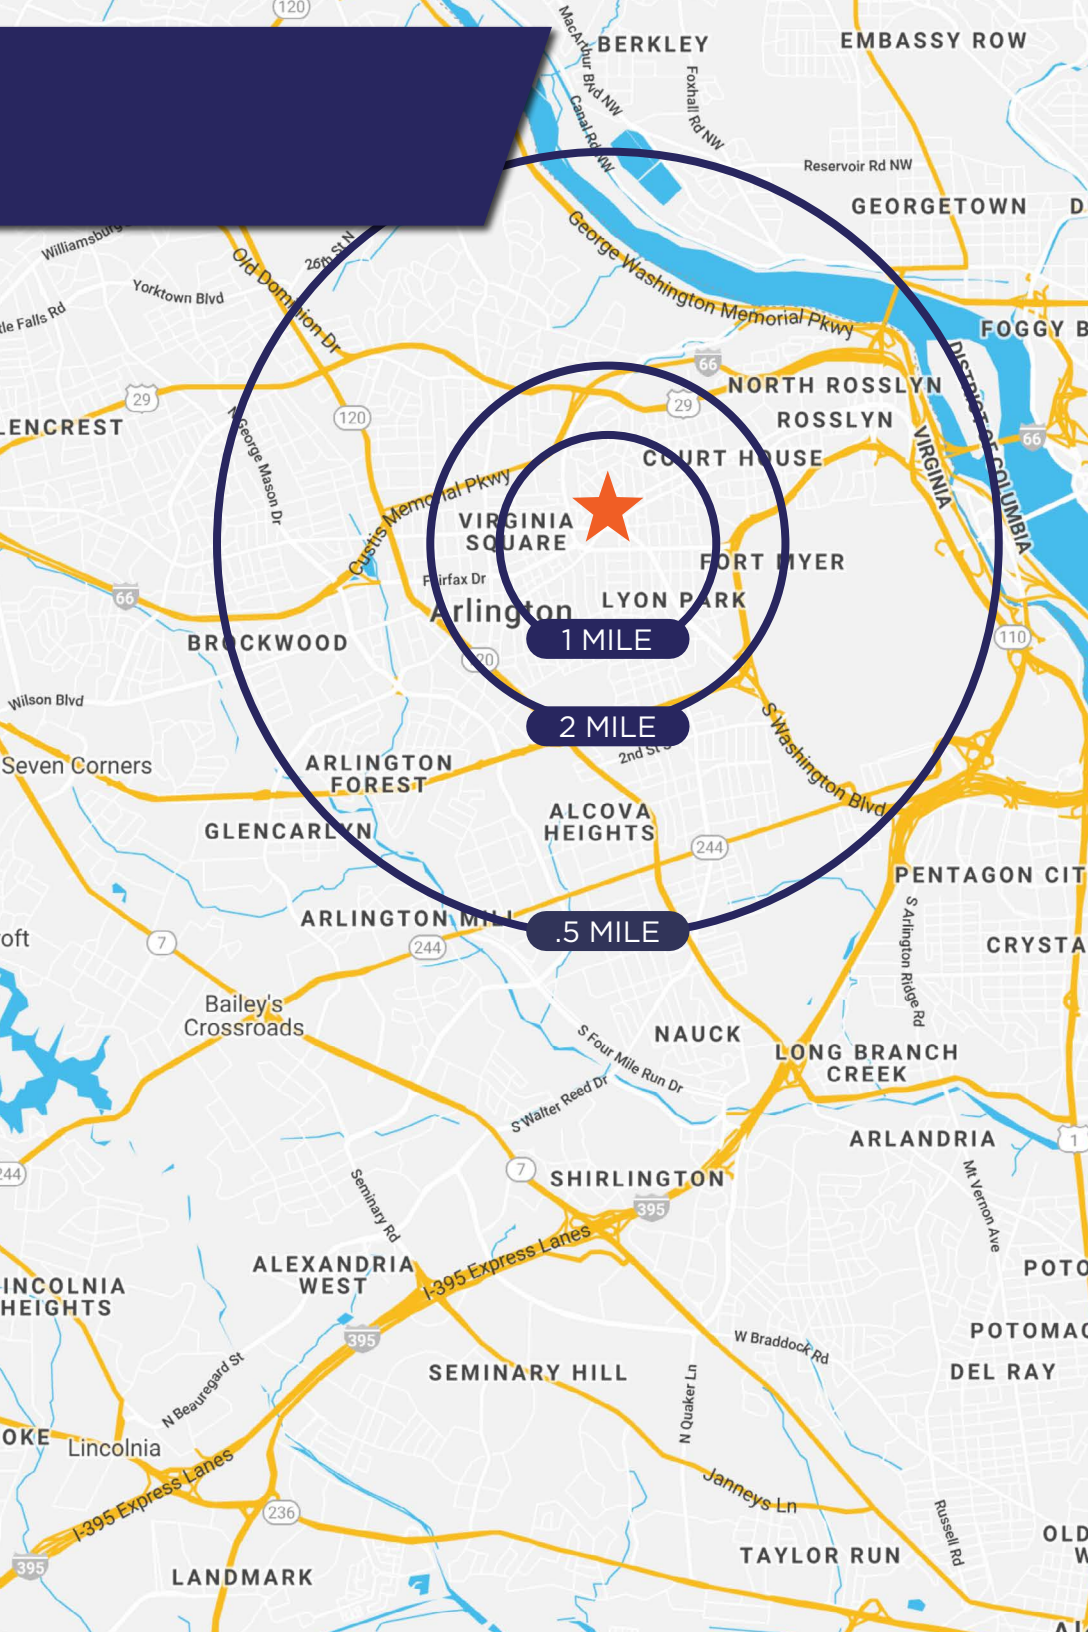 120
MacArthur Blvd NW
BERKLEY
EMBASSY ROW
Foxhall Rd NW
Canal Rd NW
Reservoir Rd NW
GEORGETOWN
D
Williamsburg
26th St N
Old Dominion Dr
George Washington Memorial Pkwy
Yorktown Blvd
tle Falls Rd
FOGGY B
DISTRICT OF COLUMBIA
VIRGINIA
66
NORTH ROSSLYN
29
29
120
ROSSLYN
LENCREST
N George Mason Dr
66
COURT HOUSE
Custis Memorial Pkwy
VIRGINIA
SQUARE
FORT MYER
Fairfax Dr
66
LYON PARK
Arlington
1 MILE
110
BROCKWOOD
120
Wilson Blvd
2 MILE
S Washington Blvd
2nd St S
Seven Corners
ARLINGTON
FOREST
ALCOVA
HEIGHTS
GLENCARLYN
244
PENTAGON CIT
ARLINGTON MILL
.5 MILE
S Arlington Ridge Rd
roft
7
244
CRYSTA
Bailey's
Crossroads
NAUCK
S Four Mile Run Dr
LONG BRANCH
CREEK
S Walter Reed Dr
ARLANDRIA
1
244
7
SHIRLINGTON
Mt Vernon Ave
Seminary Rd
395
I-395 Express Lanes
ALEXANDRIA
WEST
POTO
INCOLNIA
HEIGHTS
395
POTOMAC
W Braddock Rd
N Beauregard St
SEMINARY HILL
DEL RAY
N Quaker Ln
OKE
Lincolnia
I-395 Express Lanes
Janneys Ln
236
Russell Rd
OLD
W
395
TAYLOR RUN
LANDMARK